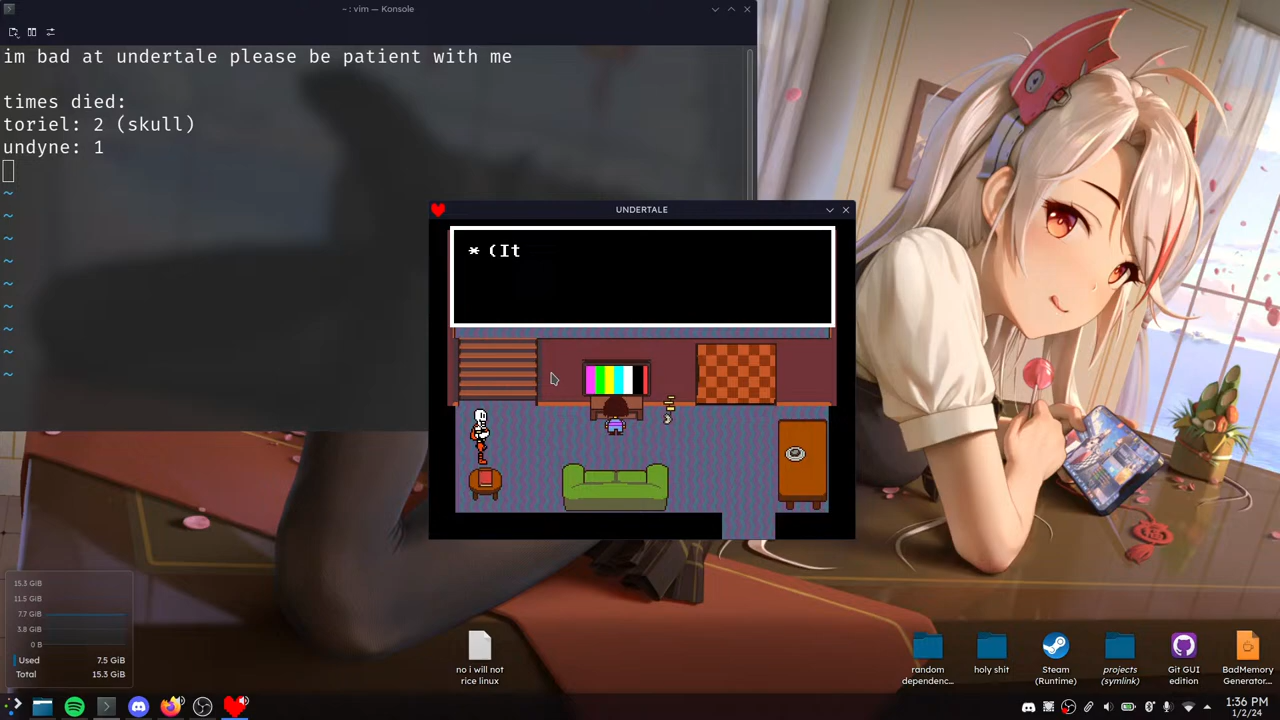 ~ : vim — Konsole
im bad at undertale please be patient with me
times died:
toriel: 2 (skull)
undyne: 1
~
~
~
~
~
~
~
~
~
UNDERTALE
* (It
15.3 GiB
11.5 GiB
7.7 GiB
3.8 GiB
0 B
Used 7.5 GiB
Total 15.3 GiB
no i will not
rice linux
random
dependenc...
holy shit
Steam
(Runtime)
projects
(symlink)
Git GUI
edition
BadMemory
Generator...
1:36 PM
1/2/24